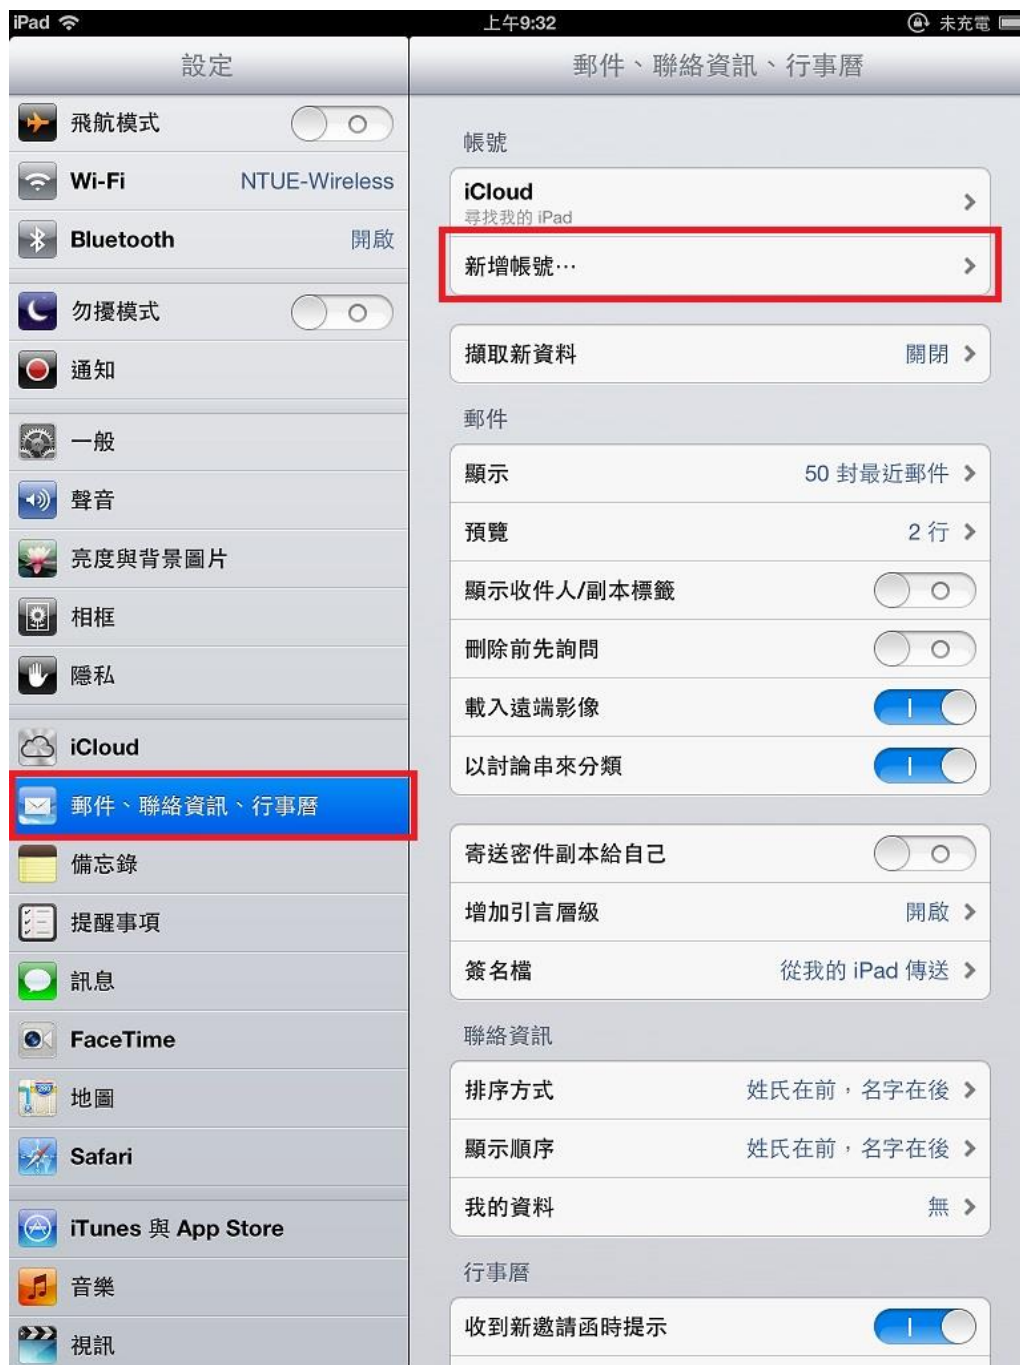 iPad 上午9:32 未充電
設定
飛航模式
Wi-Fi NTUE-Wireless
Bluetooth 開啟
勿擾模式
通知
一般
聲音
亮度與背景圖片
相框
隱私
iCloud
郵件、聯絡資訊、行事曆
備忘錄
提醒事項
訊息
FaceTime
地圖
Safari
iTunes 與 App Store
音樂
視訊
郵件、聯絡資訊、行事曆
帳號
iCloud
尋找我的 iPad
新增帳號…
擷取新資料 關閉
郵件
顯示 50 封最近郵件
預覽 2 行
顯示收件人/副本標籤
刪除前先詢問
載入遠端影像
以討論串來分類
寄送密件副本給自己
增加引言層級 開啟
簽名檔 從我的 iPad 傳送
聯絡資訊
排序方式 姓氏在前，名字在後
顯示順序 姓氏在前，名字在後
我的資料 無
行事曆
收到新邀請函時提示